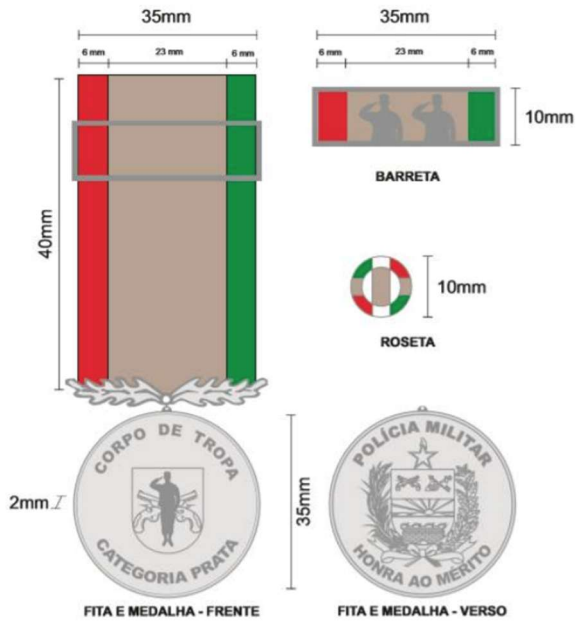 35mm
6 mm 23 mm 6 mm
40mm
35mm
6 mm 23 mm 6 mm
10mm
BARRETA
10mm
ROSETA
CORPO DE TROPA
CATEGORIA PRATA
2mm
35mm
POLÍCIA MILITAR
HONRA AO MÉRITO
FITA E MEDALHA - FRENTE
FITA E MEDALHA - VERSO